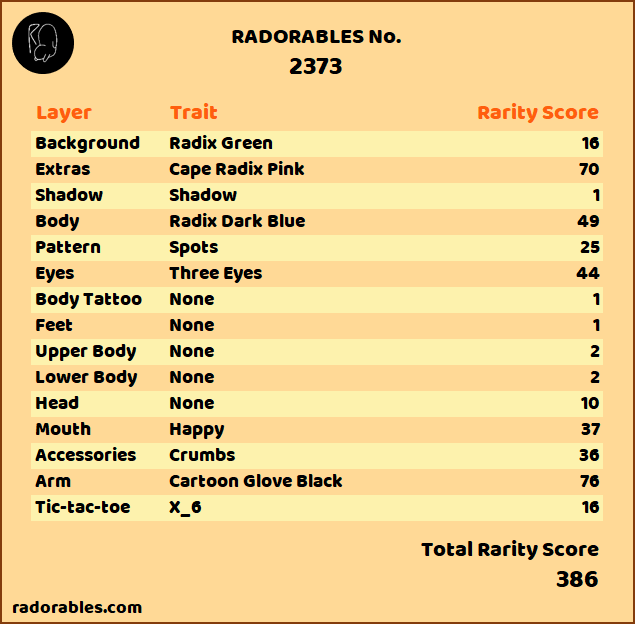 RADORABLES No.
2373
Layer Trait Rarity Score
Background Radix Green 16
Extras Cape Radix Pink 70
Shadow Shadow 1
Body Radix Dark Blue 49
Pattern Spots 25
Eyes Three Eyes 44
Body Tattoo None 1
Feet None 1
Upper Body None 2
Lower Body None 2
Head None 10
Mouth Happy 37
Accessories Crumbs 36
Arm Cartoon Glove Black 76
Tic-tac-toe X_6 16
Total Rarity Score
386
radorables.com